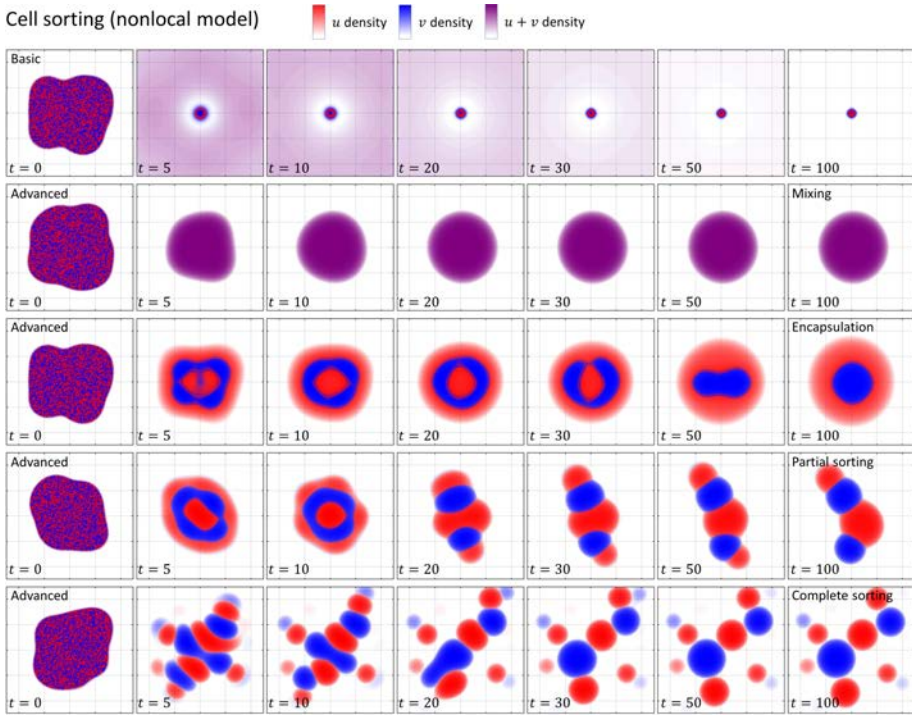 Cell sorting (nonlocal model)
u density v density u + v density
Basic
t = 0 t = 5 t = 10 t = 20 t = 30 t = 50 t = 100
Advanced Mixing
t = 0 t = 5 t = 10 t = 20 t = 30 t = 50 t = 100
Advanced Encapsulation
t = 0 t = 5 t = 10 t = 20 t = 30 t = 50 t = 100
Advanced Partial sorting
t = 0 t = 5 t = 10 t = 20 t = 30 t = 50 t = 100
Advanced Complete sorting
t = 0 t = 5 t = 10 t = 20 t = 30 t = 50 t = 100